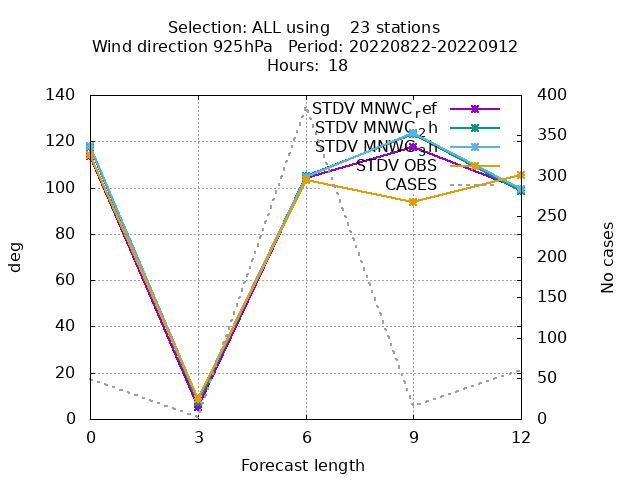 Selection: ALL using 23 stations
Wind direction 925hPa Period: 20220822-20220912
Hours: 18
140 400
STDV MNWC_ref
STDV MNWC_2h
STDV MNWC_3h
STDV OBS
CASES
120
100
80
60
40
20
0
350
300
250
200
150
100
50
0
deg
No cases
0 3 6 9 12
Forecast length